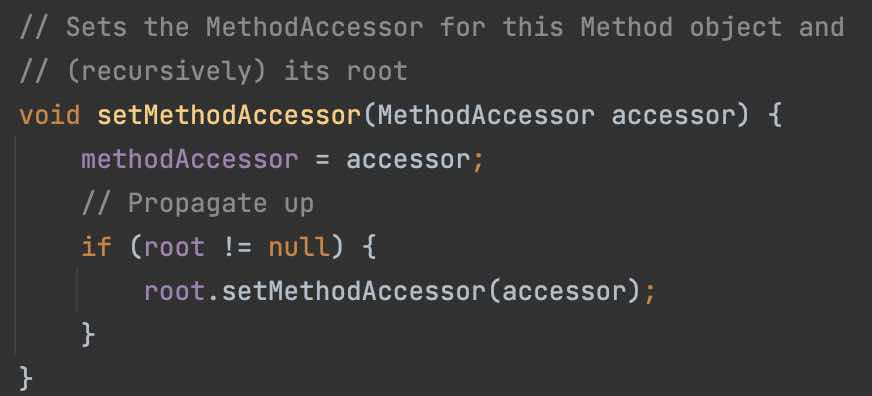 // Sets the MethodAccessor for this Method object and
// (recursively) its root
void setMethodAccessor(MethodAccessor accessor) {
    methodAccessor = accessor;
    // Propagate up
    if (root != null) {
        root.setMethodAccessor(accessor);
    }
}